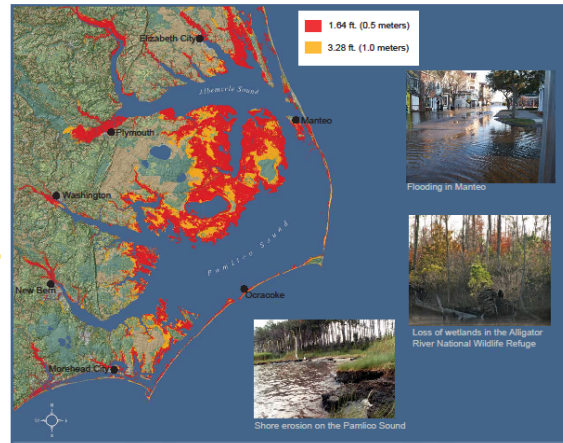 1.64 ft. (0.5 meters)
3.28 ft. (1.0 meters)
Elizabeth City
Albemarle Sound
Manteo
Plymouth
Flooding in Manteo
Washington
Pamlico Sound
New Bern
Ocracoke
Loss of wetlands in the Alligator
River National Wildlife Refuge
Morehead City
Shore erosion on the Pamlico Sound